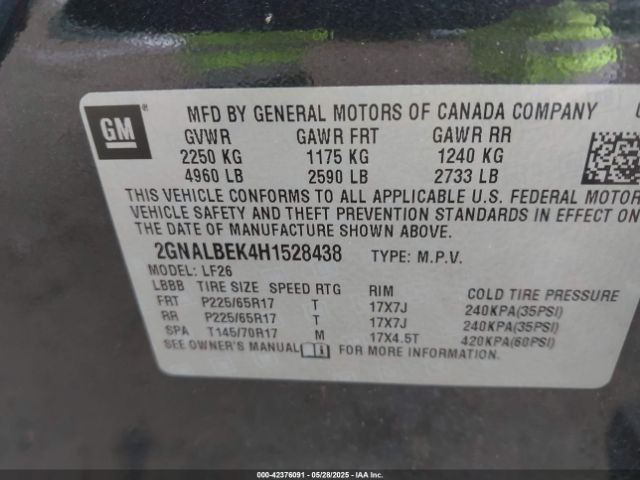 GM
MFD BY GENERAL MOTORS OF CANADA COMPANY
GVWR GAWR FRT GAWR RR
2250 KG 1175 KG 1240 KG
4960 LB 2590 LB 2733 LB
THIS VEHICLE CONFORMS TO ALL APPLICABLE U.S. FEDERAL MOTOR
VEHICLE SAFETY AND THEFT PREVENTION STANDARDS IN EFFECT ON
THE DATE OF MANUFACTURE SHOWN ABOVE.
2GNALBEK4H1528438 TYPE: M.P.V.
MODEL: LF26
LBBB TIRE SIZE SPEED RTG RIM COLD TIRE PRESSURE
FRT P225/65R17 T 17X7J 240KPA(35PSI)
RR P225/65R17 T 17X7J 240KPA(35PSI)
SPA T145/70R17 M 17X4.5T 420KPA(60PSI)
SEE OWNER'S MANUAL FOR MORE INFORMATION.
000-42376091 - 05/28/2025 - IAAI, INC.